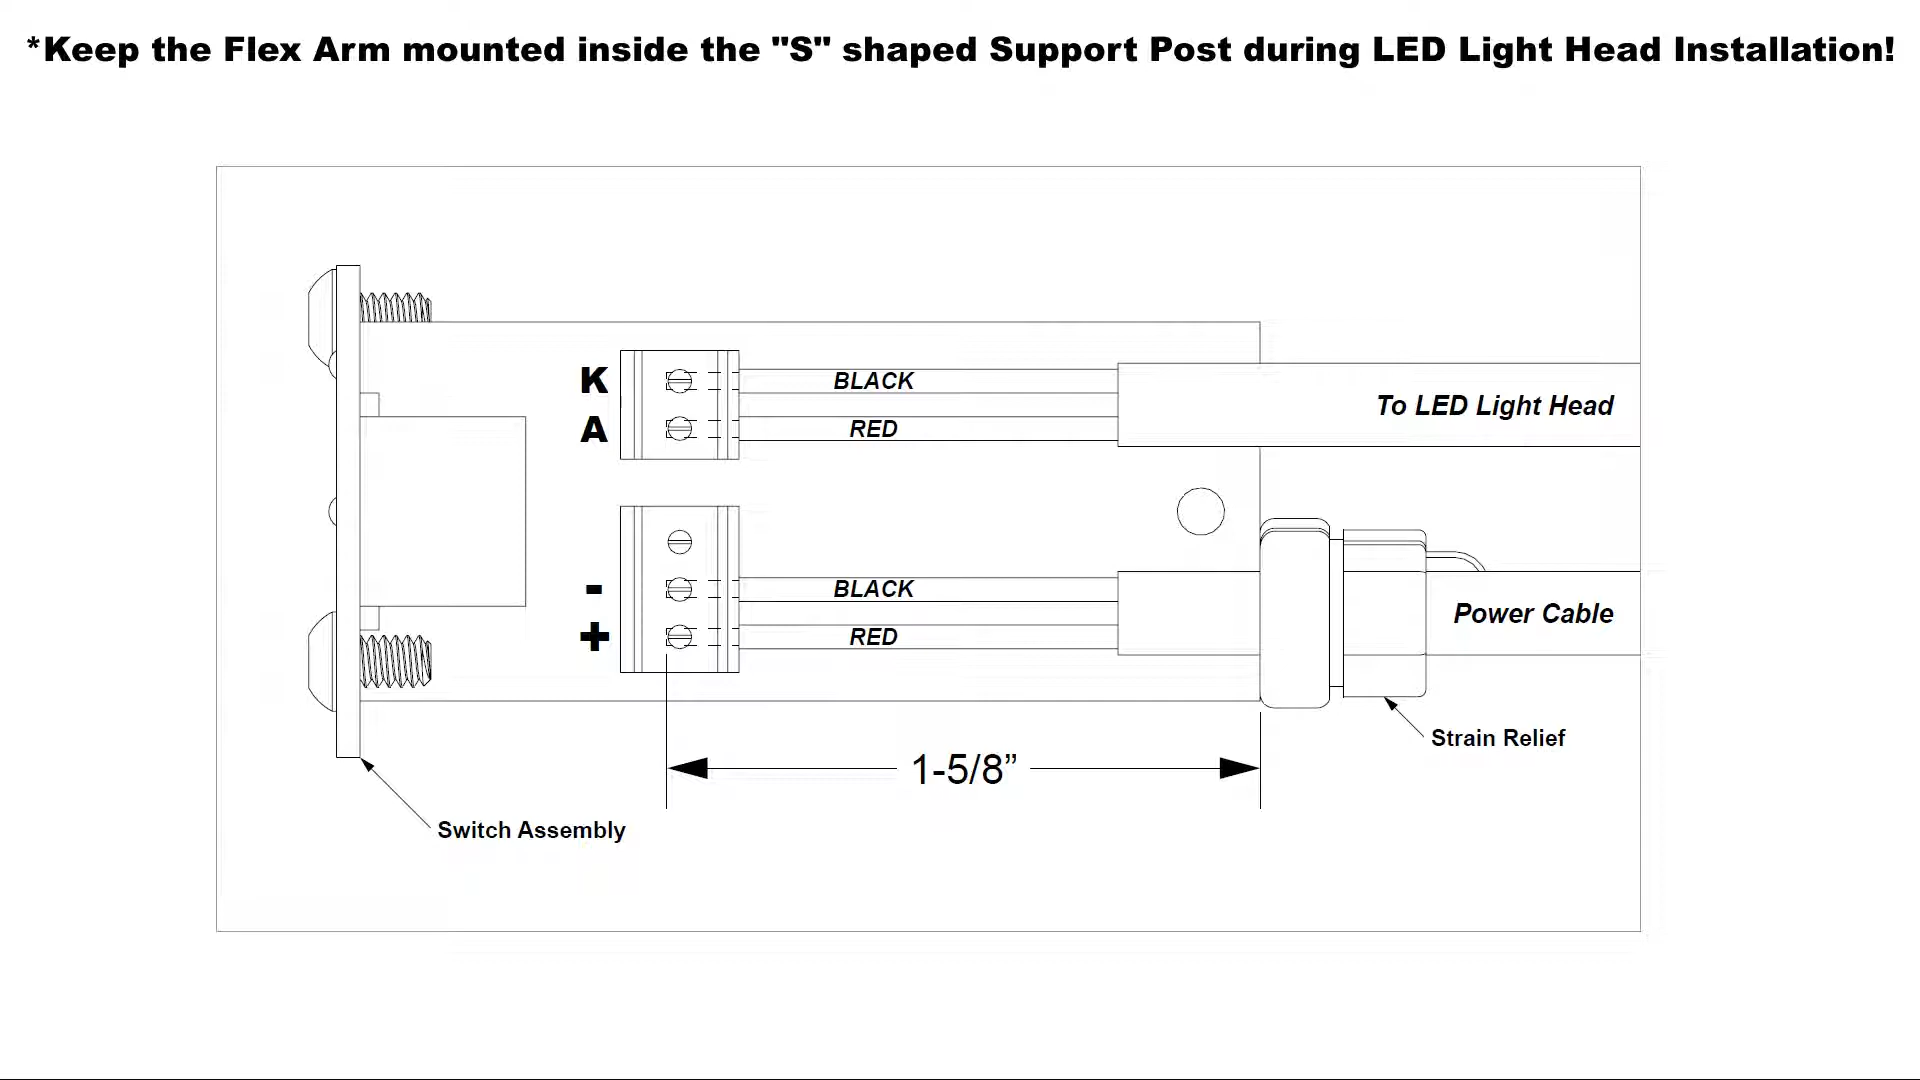 *Keep the Flex Arm mounted inside the "S" shaped Support Post during LED Light Head Installation!
K
BLACK
A
RED
To LED Light Head
-
BLACK
+
RED
Power Cable
Strain Relief
1-5/8”
Switch Assembly